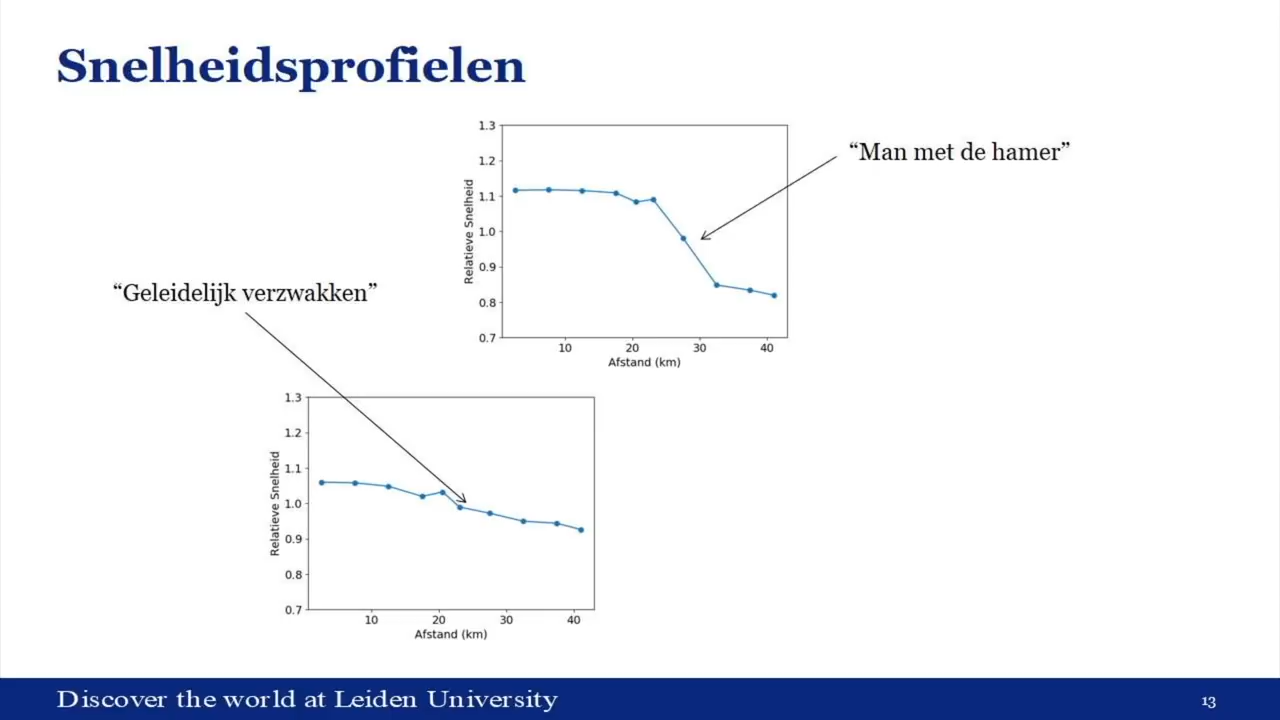 Snelheidsprofielen
1.3
1.2
1.1
1.0
0.9
0.8
0.7
Relatieve Snelheid
10 20 30 40
Afstand (km)
“Man met de hamer”
“Geleidelijk verzwakken”
1.3
1.2
1.1
1.0
0.9
0.8
0.7
Relatieve Snelheid
10 20 30 40
Afstand (km)
Discover the world at Leiden University
13